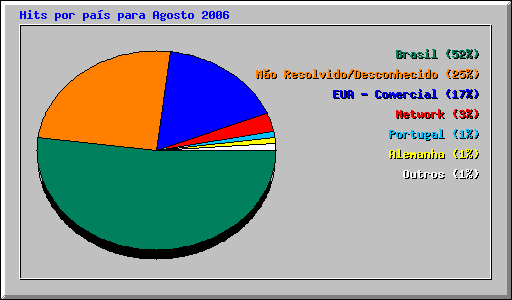 Hits por país para Agosto 2006
Brasil (52%)
Não Resolvido/Desconhecido (25%)
EUA - Comercial (17%)
Network (3%)
Portugal (1%)
Alemanha (1%)
Outros (1%)